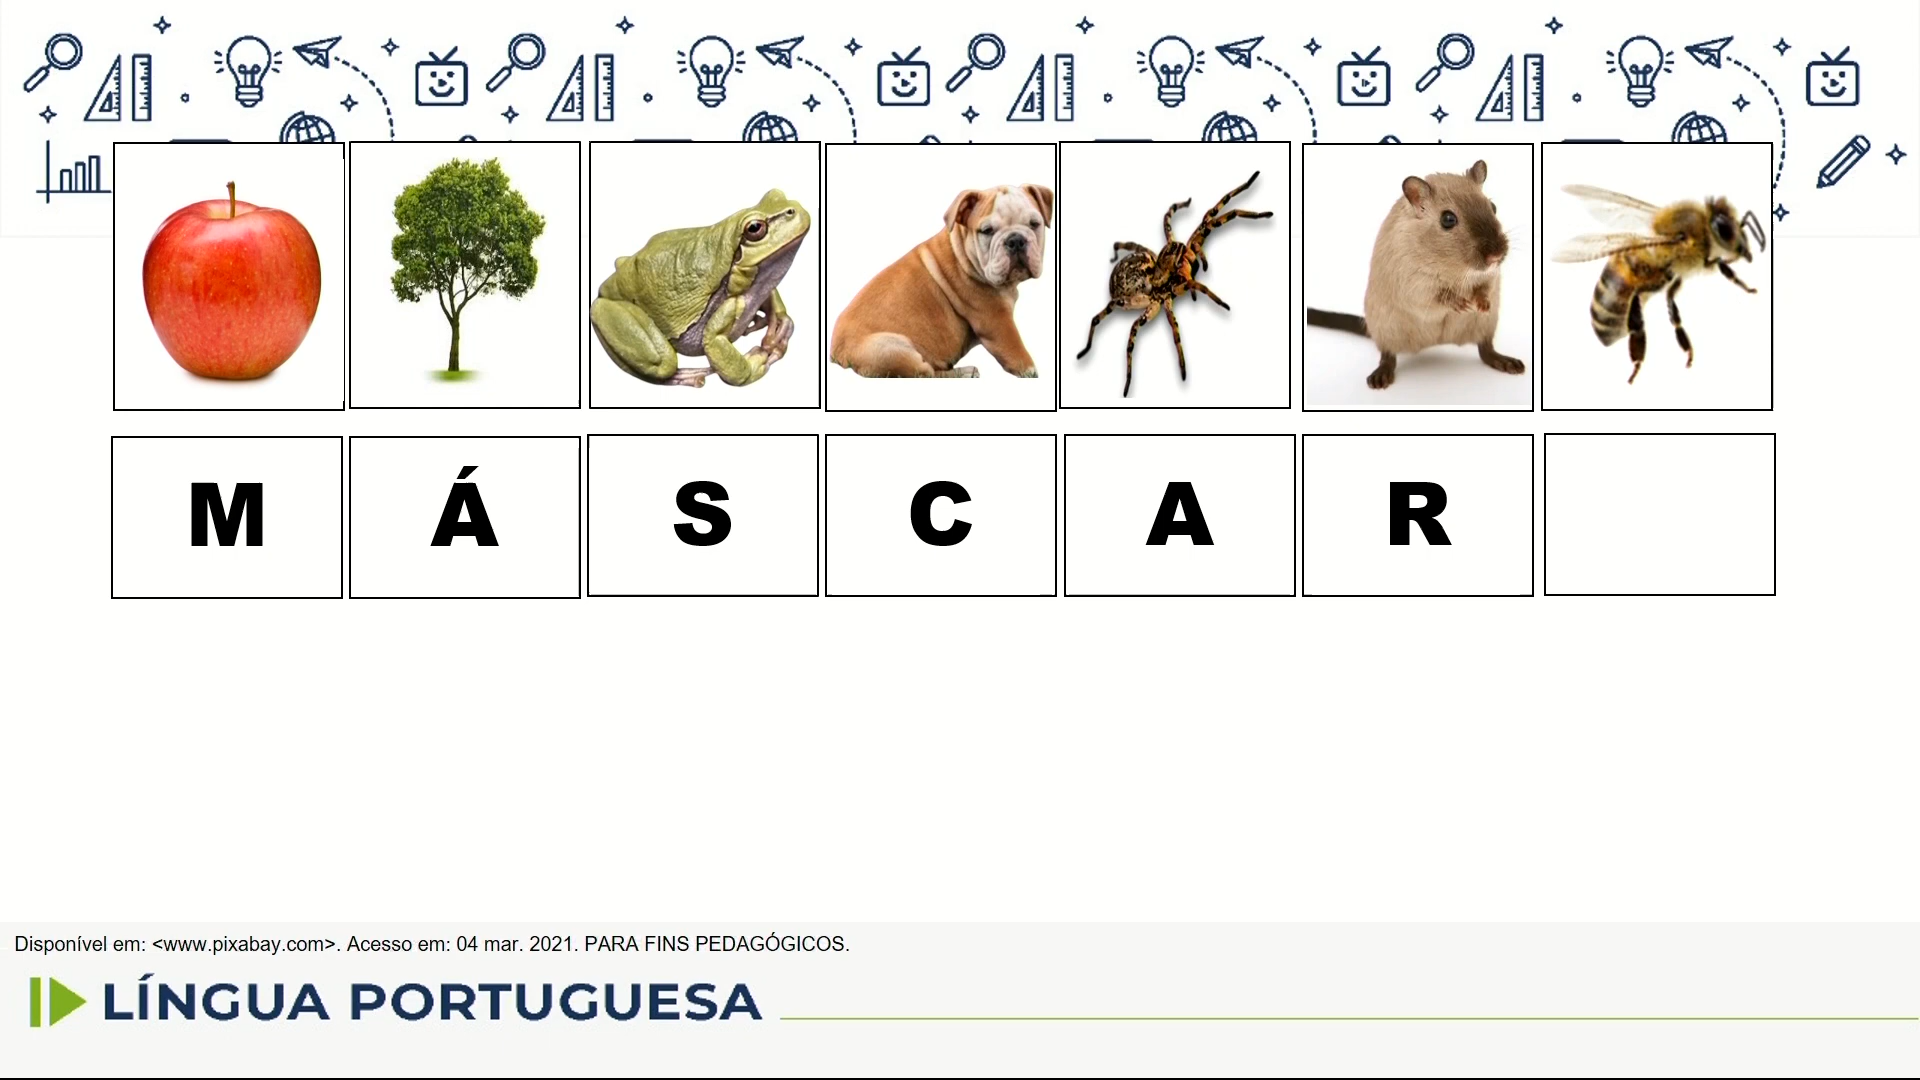 M Á S C A R
Disponível em: <www.pixabay.com>. Acesso em: 04 mar. 2021. PARA FINS PEDAGÓGICOS.
LÍNGUA PORTUGUESA